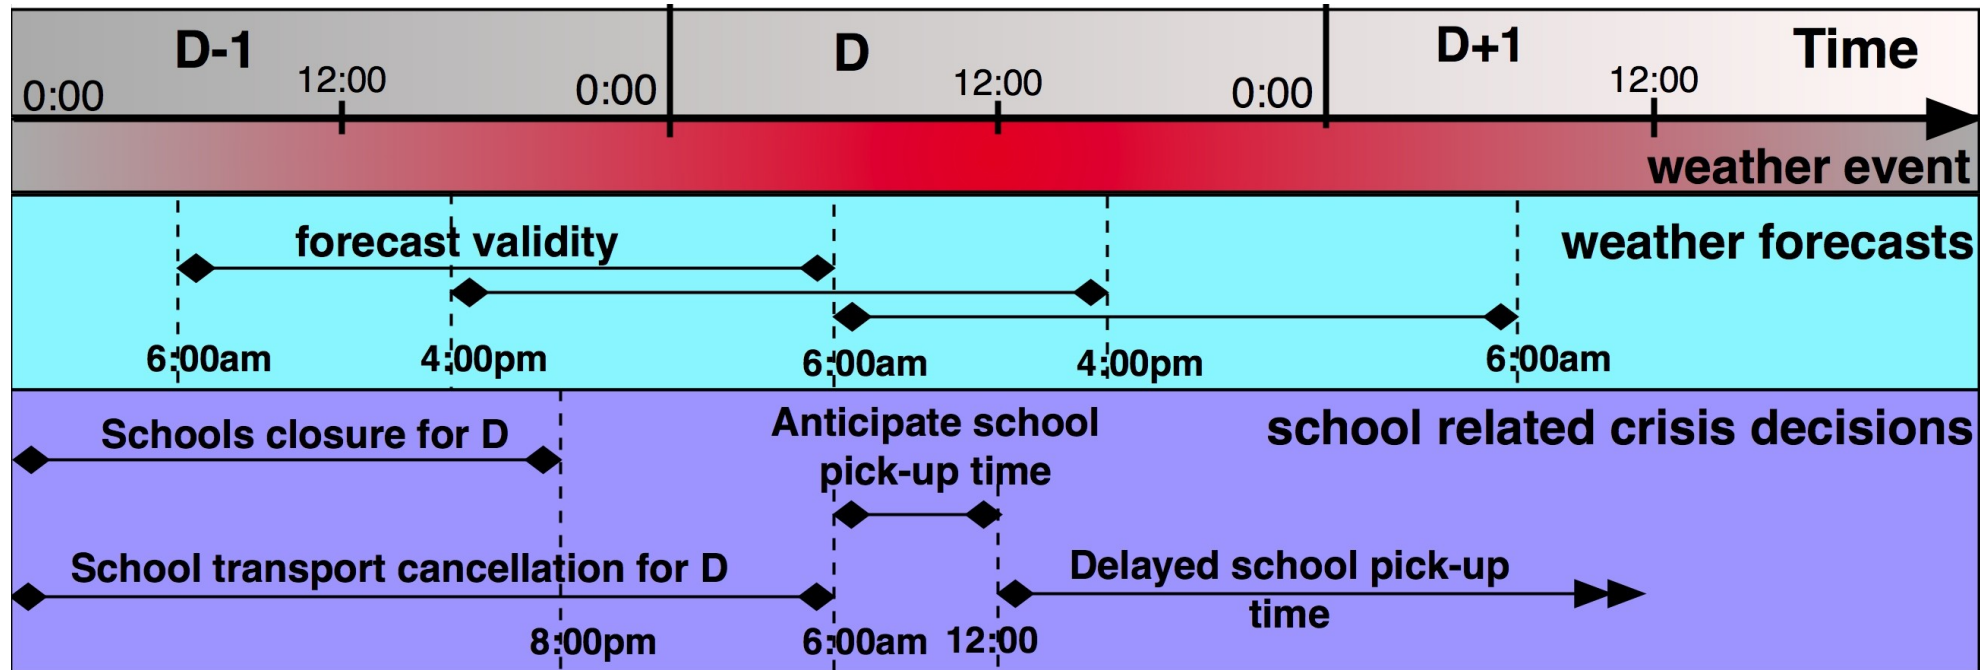 D-1
D
D+1
Time
0:00
12:00
0:00
12:00
0:00
12:00
weather event
forecast validity
weather forecasts
6:00am
4:00pm
6:00am
4:00pm
6:00am
Schools closure for D
Anticipate school
pick-up time
school related crisis decisions
School transport cancellation for D
Delayed school pick-up
time
8:00pm
6:00am
12:00